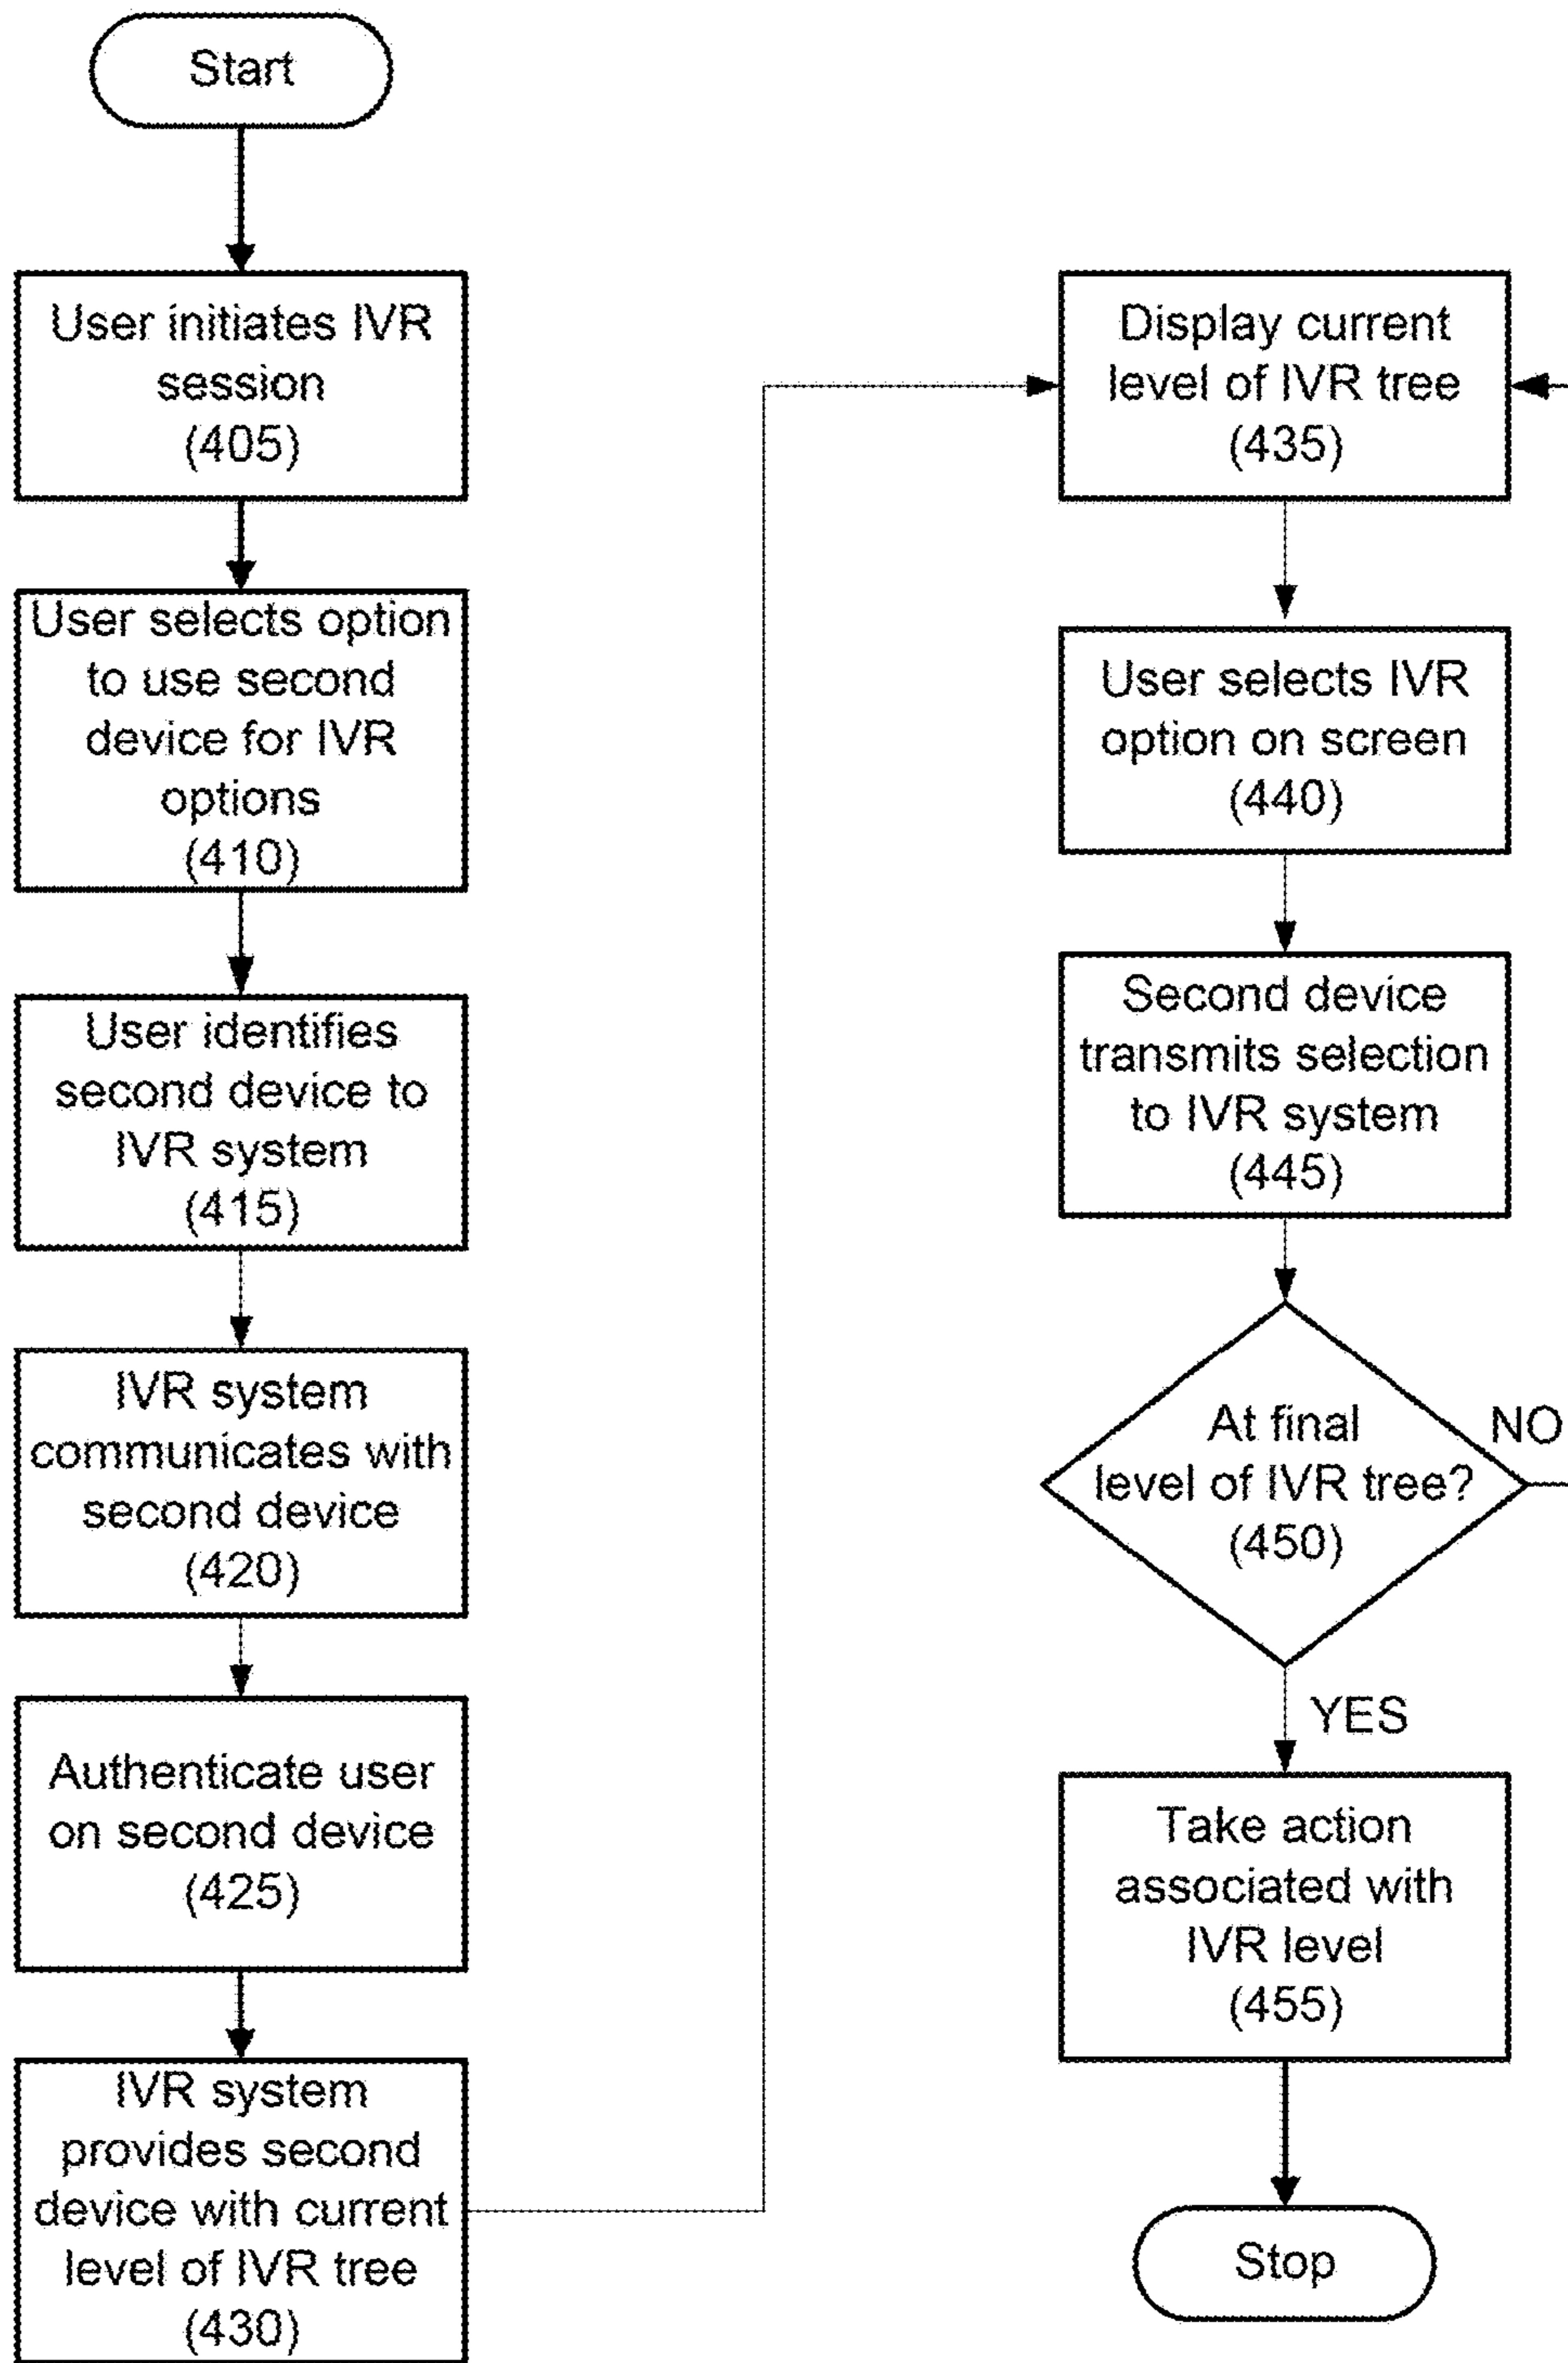 Start
User initiates IVR
session
(405)
User selects option
to use second
device for IVR
options
(410)
User identifies
second device to
IVR system
(415)
IVR system
communicates with
second device
(420)
Authenticate user
on second device
(425)
IVR system
provides second
device with current
level of IVR tree
(430)
Display current
level of IVR tree
(435)
User selects IVR
option on screen
(440)
Second device
transmits selection
to IVR system
(445)
At final
level of IVR tree?
(450)
NO
YES
Take action
associated with
IVR level
(455)
Stop